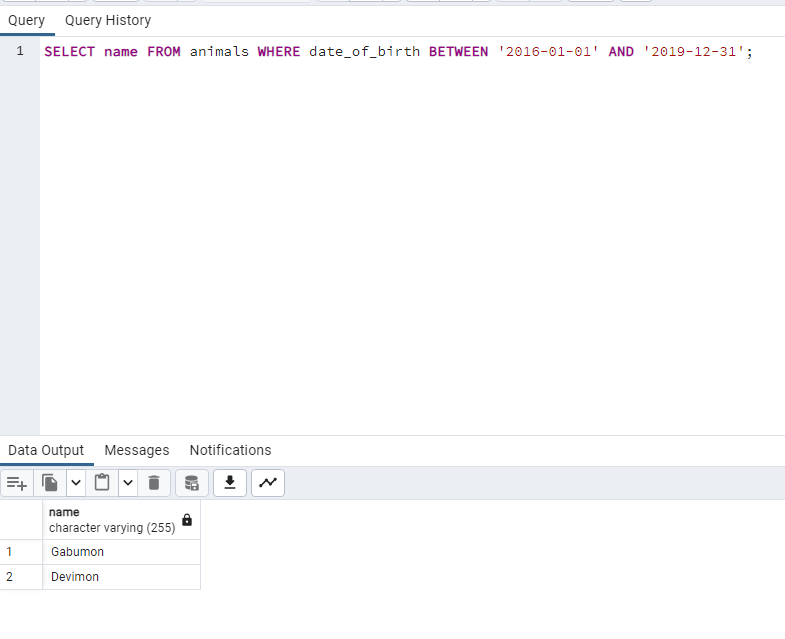 Query Query History
1 SELECT name FROM animals WHERE date_of_birth BETWEEN '2016-01-01' AND '2019-12-31';
Data Output Messages Notifications
name
character varying (255)
1 Gabumon
2 Devimon